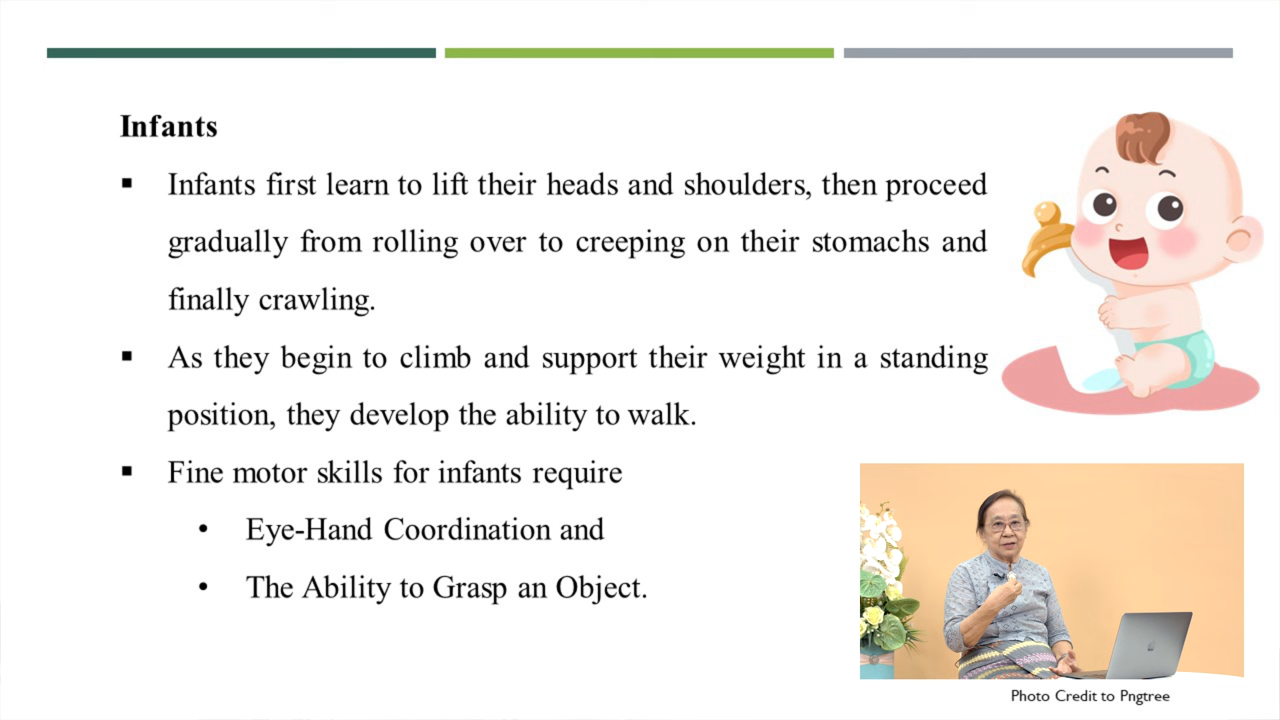 Infants
▪ Infants first learn to lift their heads and shoulders, then proceed
gradually from rolling over to creeping on their stomachs and
finally crawling.
▪ As they begin to climb and support their weight in a standing
position, they develop the ability to walk.
▪ Fine motor skills for infants require
• Eye-Hand Coordination and
• The Ability to Grasp an Object.
Photo Credit to Pngtree